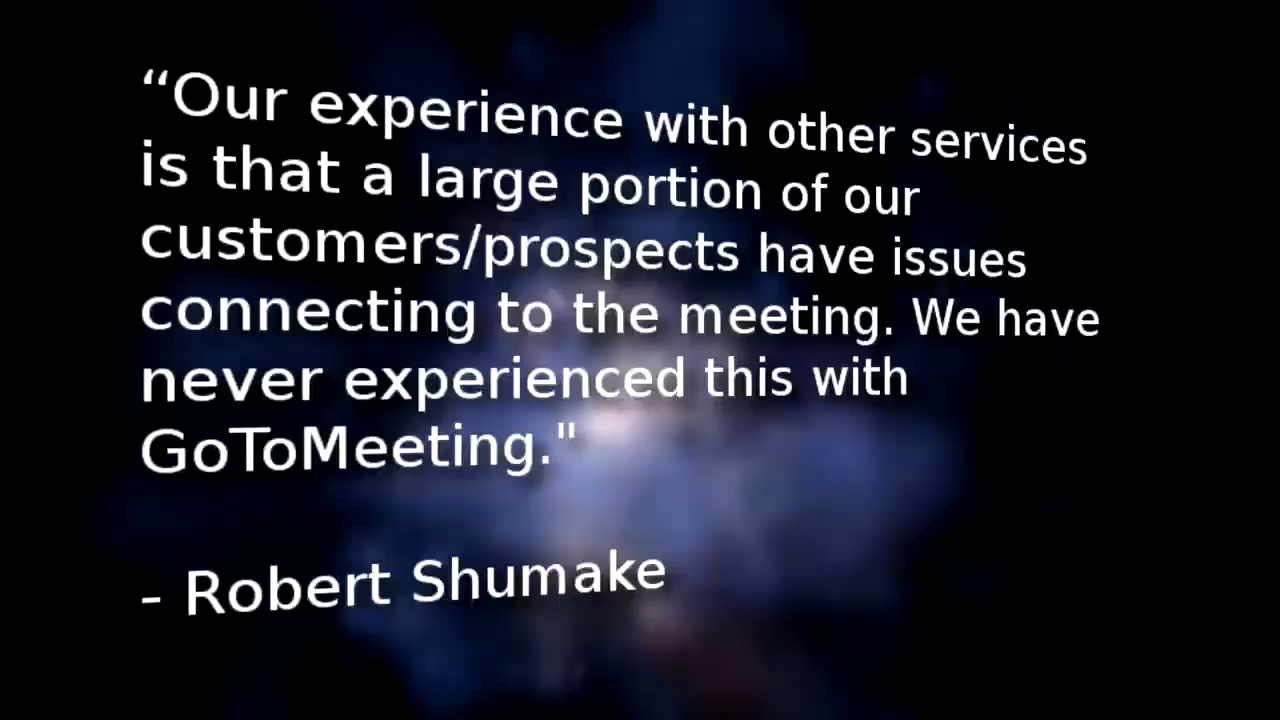 “Our experience with other services
is that a large portion of our
customers/prospects have issues
connecting to the meeting. We have
never experienced this with
GoToMeeting."
- Robert Shumake